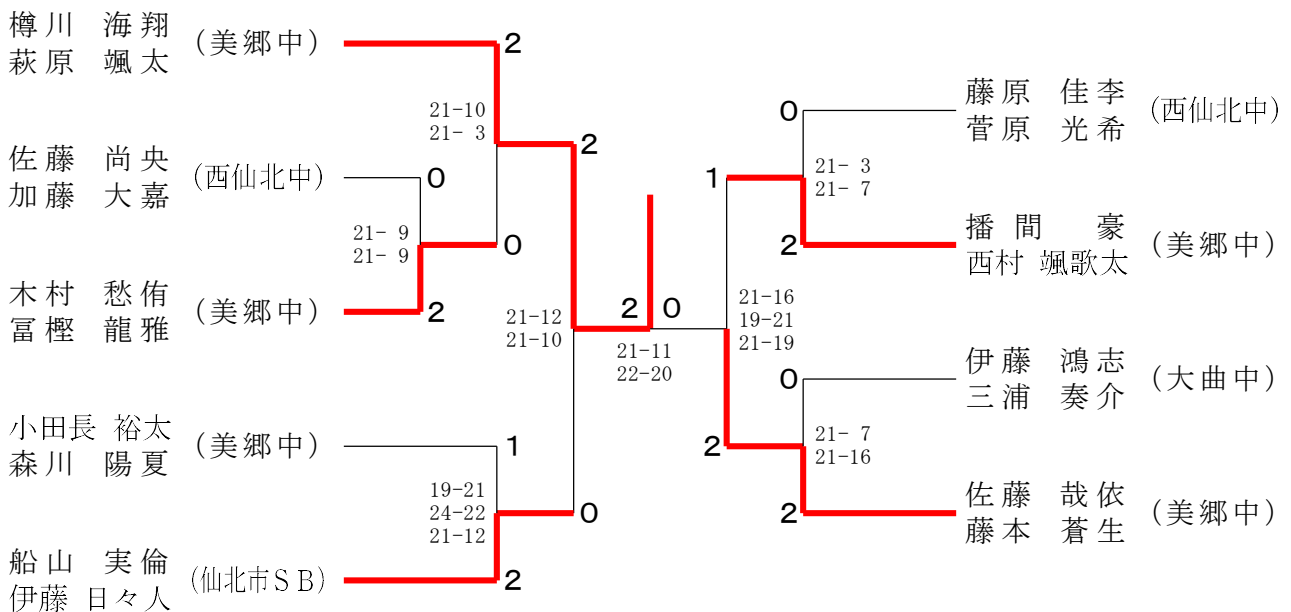 樽川 海翔
萩原 颯太
(美郷中)
2
21-10
21- 3
佐藤 尚央
加藤 大嘉
(西仙北中)
0
21- 9
21- 9
木村 愁侑
冨樫 龍雅
(美郷中)
2
0
2
21-12
21-10
小田長 裕太
森川 陽夏
(美郷中)
1
19-21
24-22
21-12
船山 実倫
伊藤 日々人
(仙北市SB)
2
0
2
0
21-11
22-20
藤原 佳李
菅原 光希
(西仙北中)
0
21- 3
21- 7
播間 豪
西村 颯歌太
(美郷中)
2
1
21-16
19-21
21-19
伊藤 鴻志
三浦 奏介
(大曲中)
0
21- 7
21-16
佐藤 哉依
藤本 蒼生
(美郷中)
2
2